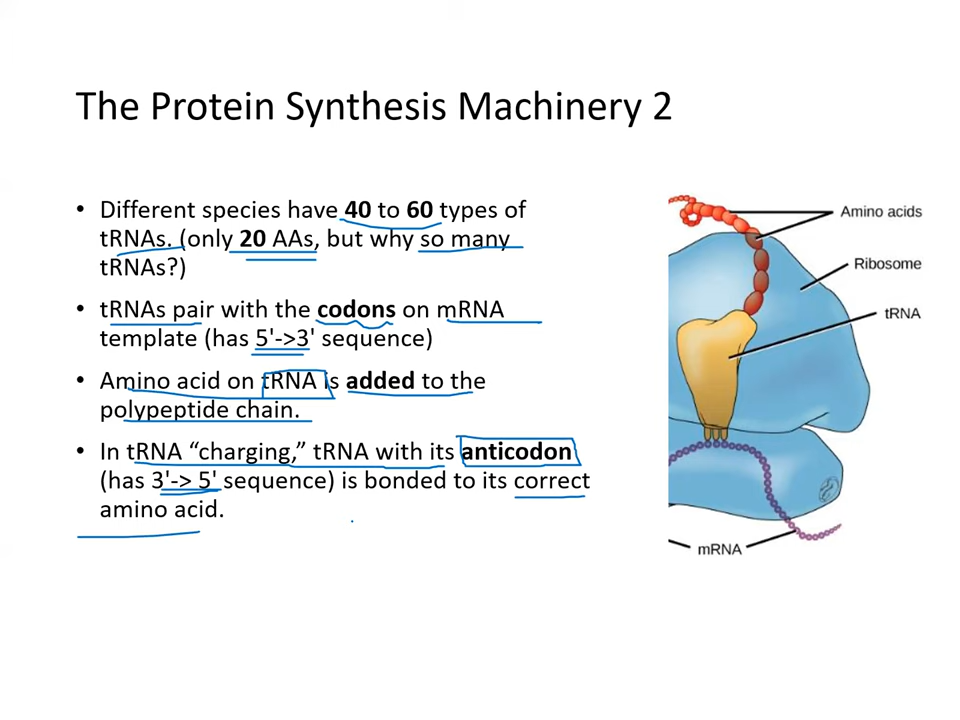 The Protein Synthesis Machinery 2
• Different species have 40 to 60 types of
tRNAs. (only 20 AAs, but why so many
tRNAs?)
• tRNAs pair with the codons on mRNA
template (has 5'->3' sequence)
• Amino acid on tRNA is added to the
polypeptide chain.
• In tRNA “charging,” tRNA with its anticodon
(has 3'-> 5' sequence) is bonded to its correct
amino acid.
Amino acids
Ribosome
tRNA
mRNA